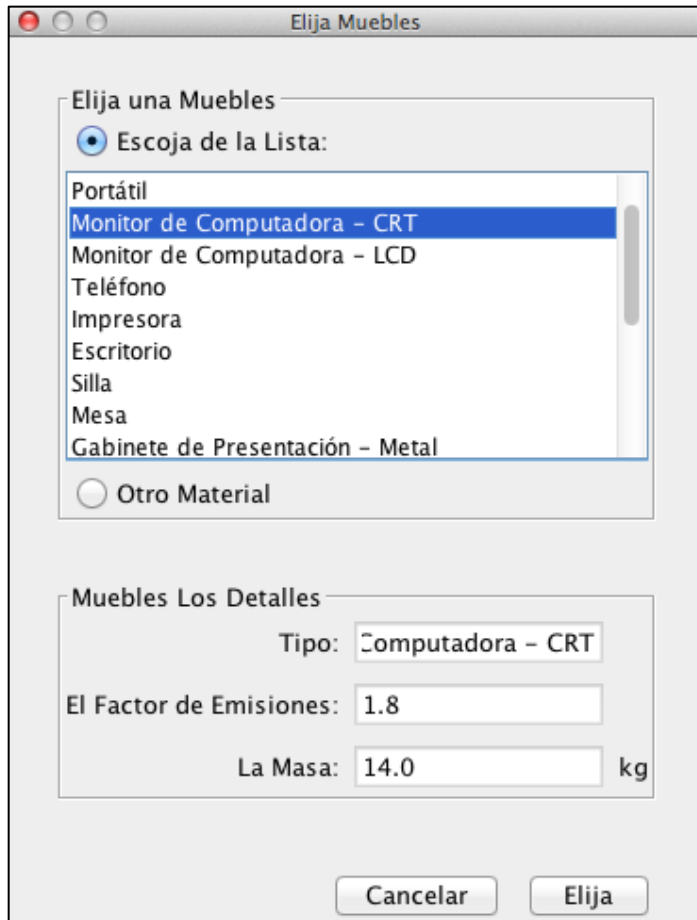 Elija Muebles
Elija una Muebles
Escoja de la Lista:
Portátil
Monitor de Computadora – CRT
Monitor de Computadora – LCD
Teléfono
Impresora
Escritorio
Silla
Mesa
Gabinete de Presentación – Metal
Otro Material
Muebles Los Detalles
Tipo: Computadora – CRT
El Factor de Emisiones: 1.8
La Masa: 14.0 kg
Cancelar Elija